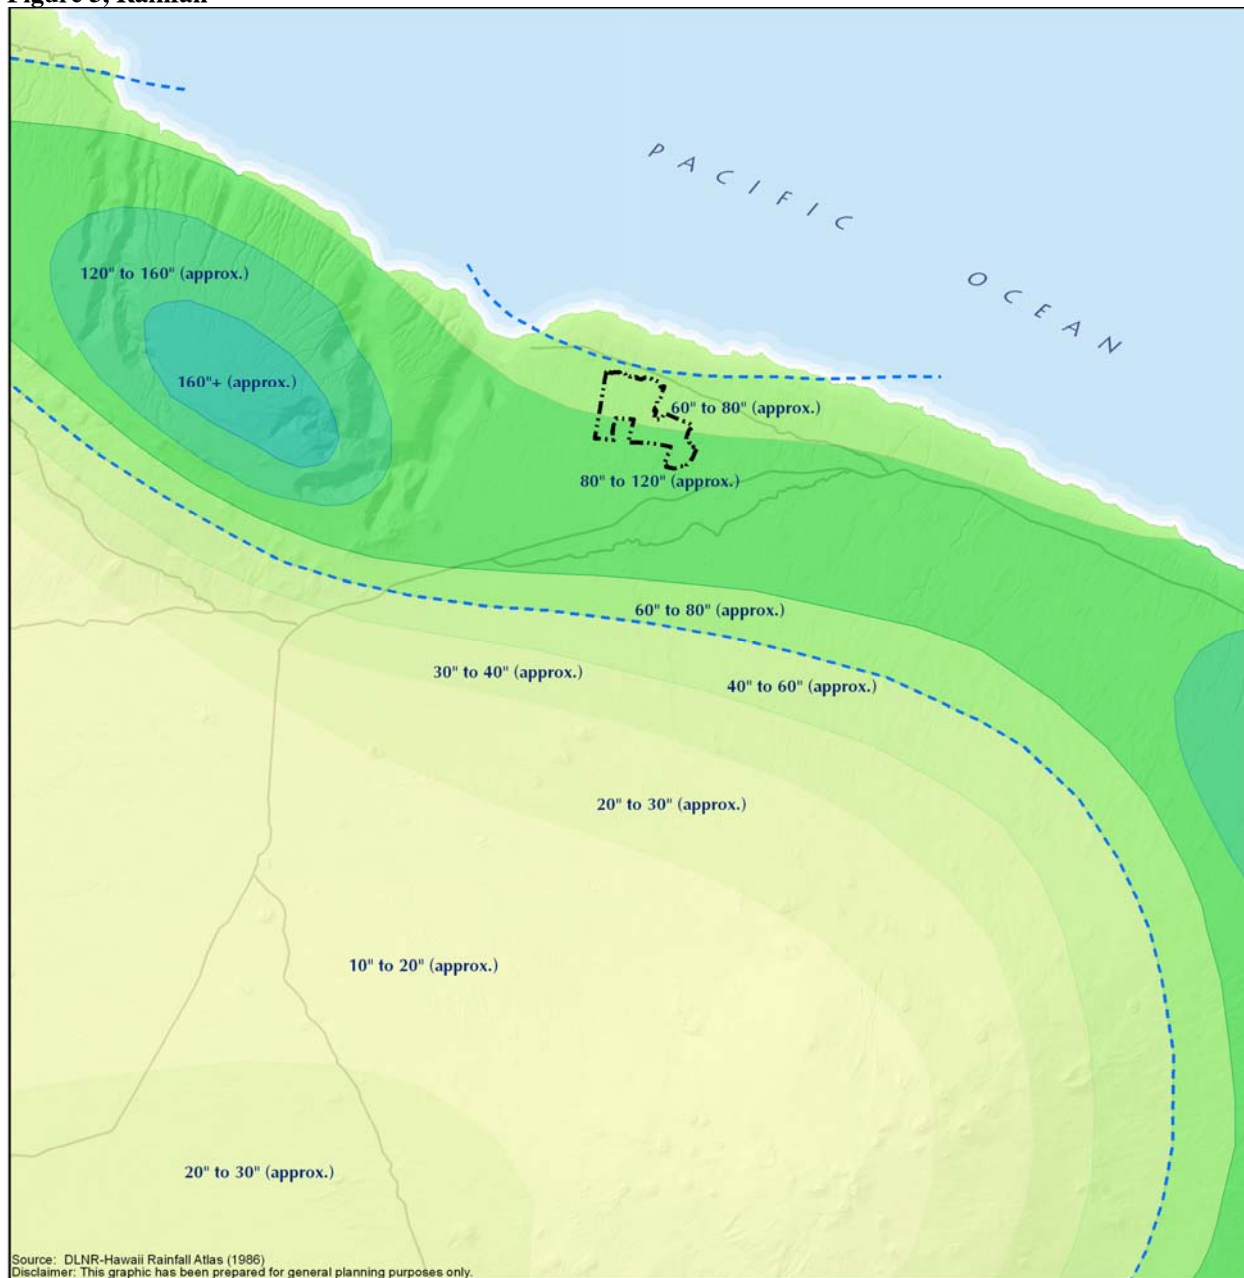 Figure 3, Rainfall
PACIFIC
OCEAN
120" to 160" (approx.)
160"+ (approx.)
60" to 80" (approx.)
80" to 120" (approx.)
60" to 80" (approx.)
30" to 40" (approx.)
40" to 60" (approx.)
20" to 30" (approx.)
10" to 20" (approx.)
20" to 30" (approx.)
Source: DLNR-Hawaii Rainfall Atlas (1986)
Disclaimer: This graphic has been prepared for general planning purposes only.